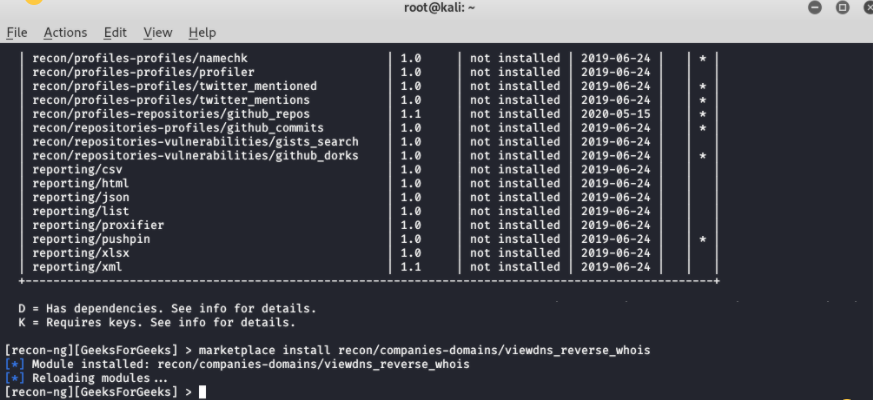 root@kali: ~
File Actions Edit View Help
| recon/profiles-profiles/namechk | 1.0 | not installed | 2019-06-24 | | * |
| recon/profiles-profiles/profiler | 1.0 | not installed | 2019-06-24 | | |
| recon/profiles-profiles/twitter_mentioned | 1.0 | not installed | 2019-06-24 | | * |
| recon/profiles-profiles/twitter_mentions | 1.0 | not installed | 2019-06-24 | | * |
| recon/profiles-repositories/github_repos | 1.1 | not installed | 2020-05-15 | | * |
| recon/repositories-profiles/github_commits | 1.0 | not installed | 2019-06-24 | | * |
| recon/repositories-vulnerabilities/gists_search | 1.0 | not installed | 2019-06-24 | | |
| recon/repositories-vulnerabilities/github_dorks | 1.0 | not installed | 2019-06-24 | | * |
| reporting/csv | 1.0 | not installed | 2019-06-24 | | |
| reporting/html | 1.0 | not installed | 2019-06-24 | | |
| reporting/json | 1.0 | not installed | 2019-06-24 | | |
| reporting/list | 1.0 | not installed | 2019-06-24 | | |
| reporting/proxifier | 1.0 | not installed | 2019-06-24 | | |
| reporting/pushpin | 1.0 | not installed | 2019-06-24 | | * |
| reporting/xlsx | 1.0 | not installed | 2019-06-24 | | |
| reporting/xml | 1.1 | not installed | 2019-06-24 | | |
+---------------------------------------------------------------------------------------------------+
D = Has dependencies. See info for details.
K = Requires keys. See info for details.
[recon-ng][GeeksForGeeks] > marketplace install recon/companies-domains/viewdns_reverse_whois
[*] Module installed: recon/companies-domains/viewdns_reverse_whois
[*] Reloading modules...
[recon-ng][GeeksForGeeks] >